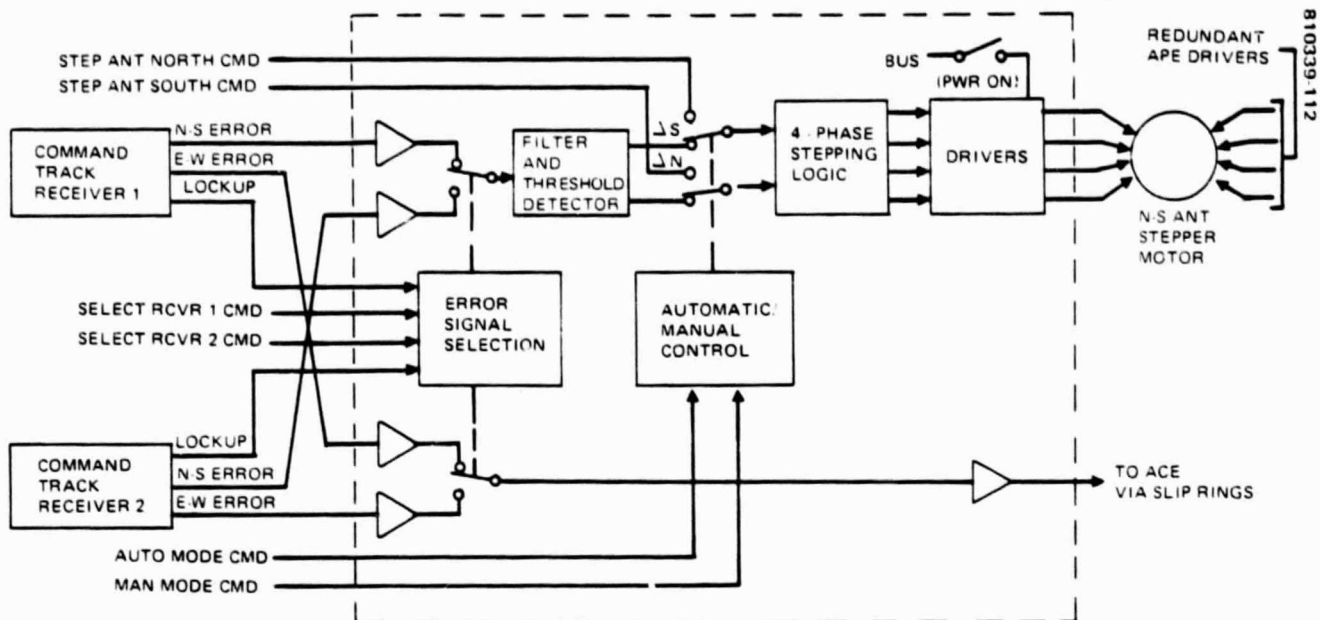 810339-112
STEP ANT NORTH CMD
STEP ANT SOUTH CMD
BUS
(PWR ON)
REDUNDANT
APE DRIVERS
COMMAND
TRACK
RECEIVER 1
N-S ERROR
E-W ERROR
LOCKUP
FILTER
AND
THRESHOLD
DETECTOR
ΔS
ΔN
4 - PHASE
STEPPING
LOGIC
DRIVERS
N-S ANT
STEPPER
MOTOR
SELECT RCVR 1 CMD
SELECT RCVR 2 CMD
ERROR
SIGNAL
SELECTION
AUTOMATIC/
MANUAL
CONTROL
COMMAND
TRACK
RECEIVER 2
LOCKUP
N-S ERROR
E-W ERROR
TO ACE
VIA SLIP RINGS
AUTO MODE CMD
MAN MODE CMD